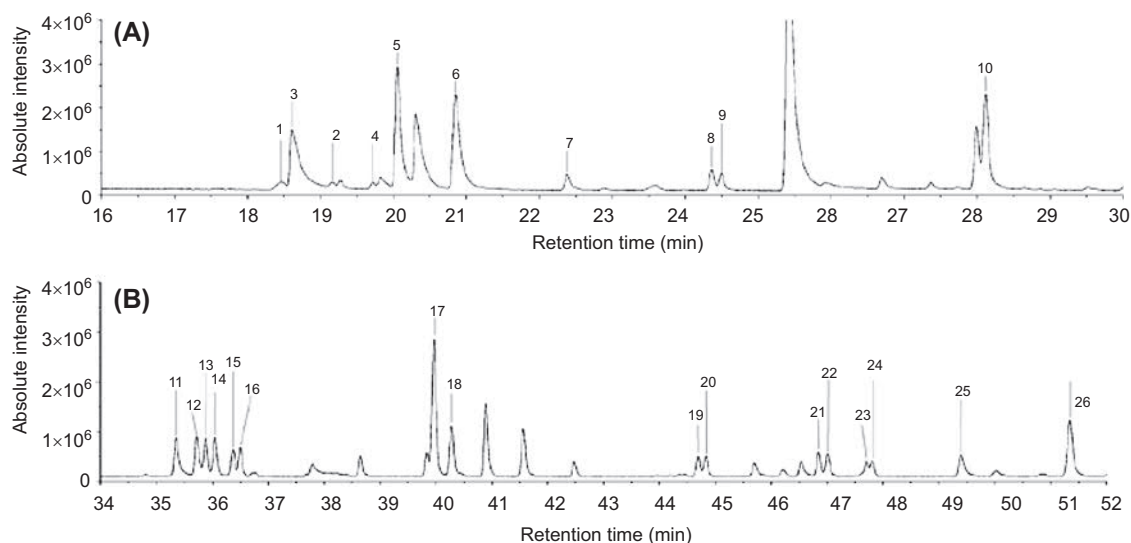 (A)
Absolute intensity
4×10⁶
3×10⁶
2×10⁶
1×10⁶
0
1 3 2 4 5 6 7 8 9 10
16 17 18 19 20 21 22 23 24 25 28 27 28 29 30
Retention time (min)
(B)
Absolute intensity
4×10⁶
3×10⁶
2×10⁶
1×10⁶
0
11 12 13 14 15 16 17 18 19 20 21 22 23 24 25 26
34 35 36 37 38 39 40 41 42 43 44 45 46 47 48 49 50 51 52
Retention time (min)